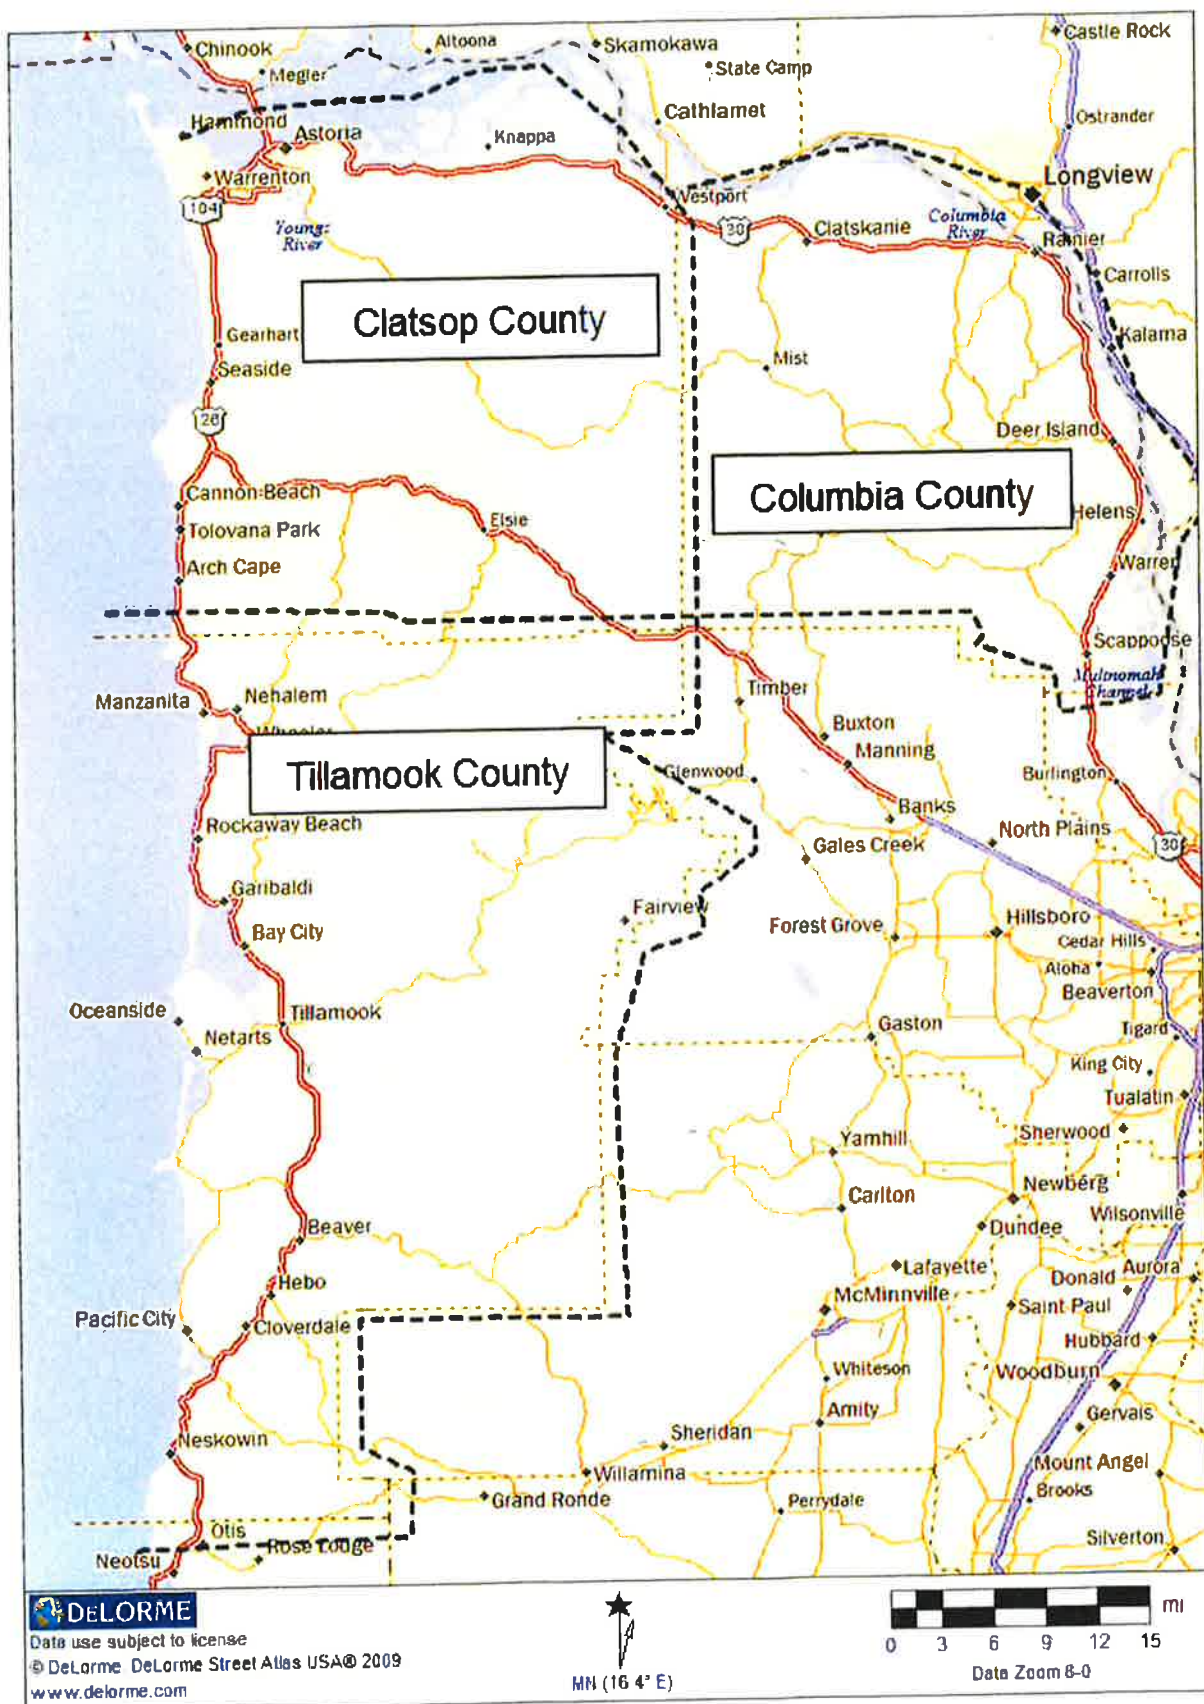 Castle Rock
Chinook
Altoona
Skamokawa
State Camp
Megler
Cathlamet
Ostrander
Hammond
Astoria
Knappa
Warrenton
Longview
Westport
104
30
Columbia
River
Clatskanie
Rainier
Youngs
River
Carrolls
Clatsop County
Gearhart
Kalama
Mist
Seaside
26
Deer Island
Columbia County
Cannon Beach
Helens
Elsie
Tolovana Park
Arch Cape
Warren
Scappoose
Multnomah
Channel
Manzanita
Nehalem
Timber
Buxton
Wheeler
Manning
Tillamook County
Glenwood
Burlington
Banks
Rockaway Beach
North Plains
30
Gales Creek
Garibaldi
Fairview
Forest Grove
Hillsboro
Bay City
Cedar Hills
Aloha
Beaverton
Oceanside
Tillamook
Netarts
Gaston
Tigard
King City
Tualatin
Yamhill
Sherwood
Carlton
Newberg
Wilsonville
Beaver
Dundee
Lafayette
Donald
Aurora
Hebo
McMinnville
Saint Paul
Pacific City
Cloverdale
Hubbard
Whiteson
Woodburn
Amity
Gervais
Neskowin
Sheridan
Willamina
Mount Angel
Grand Ronde
Perrydale
Brooks
Otis
Rose Lodge
Neotsu
Silverton
DELORME
Data use subject to license
© DeLorme DeLorme Street Atlas USA® 2009
www.delorme.com
MN (16.4° E)
mi
0 3 6 9 12 15
Data Zoom 8-0